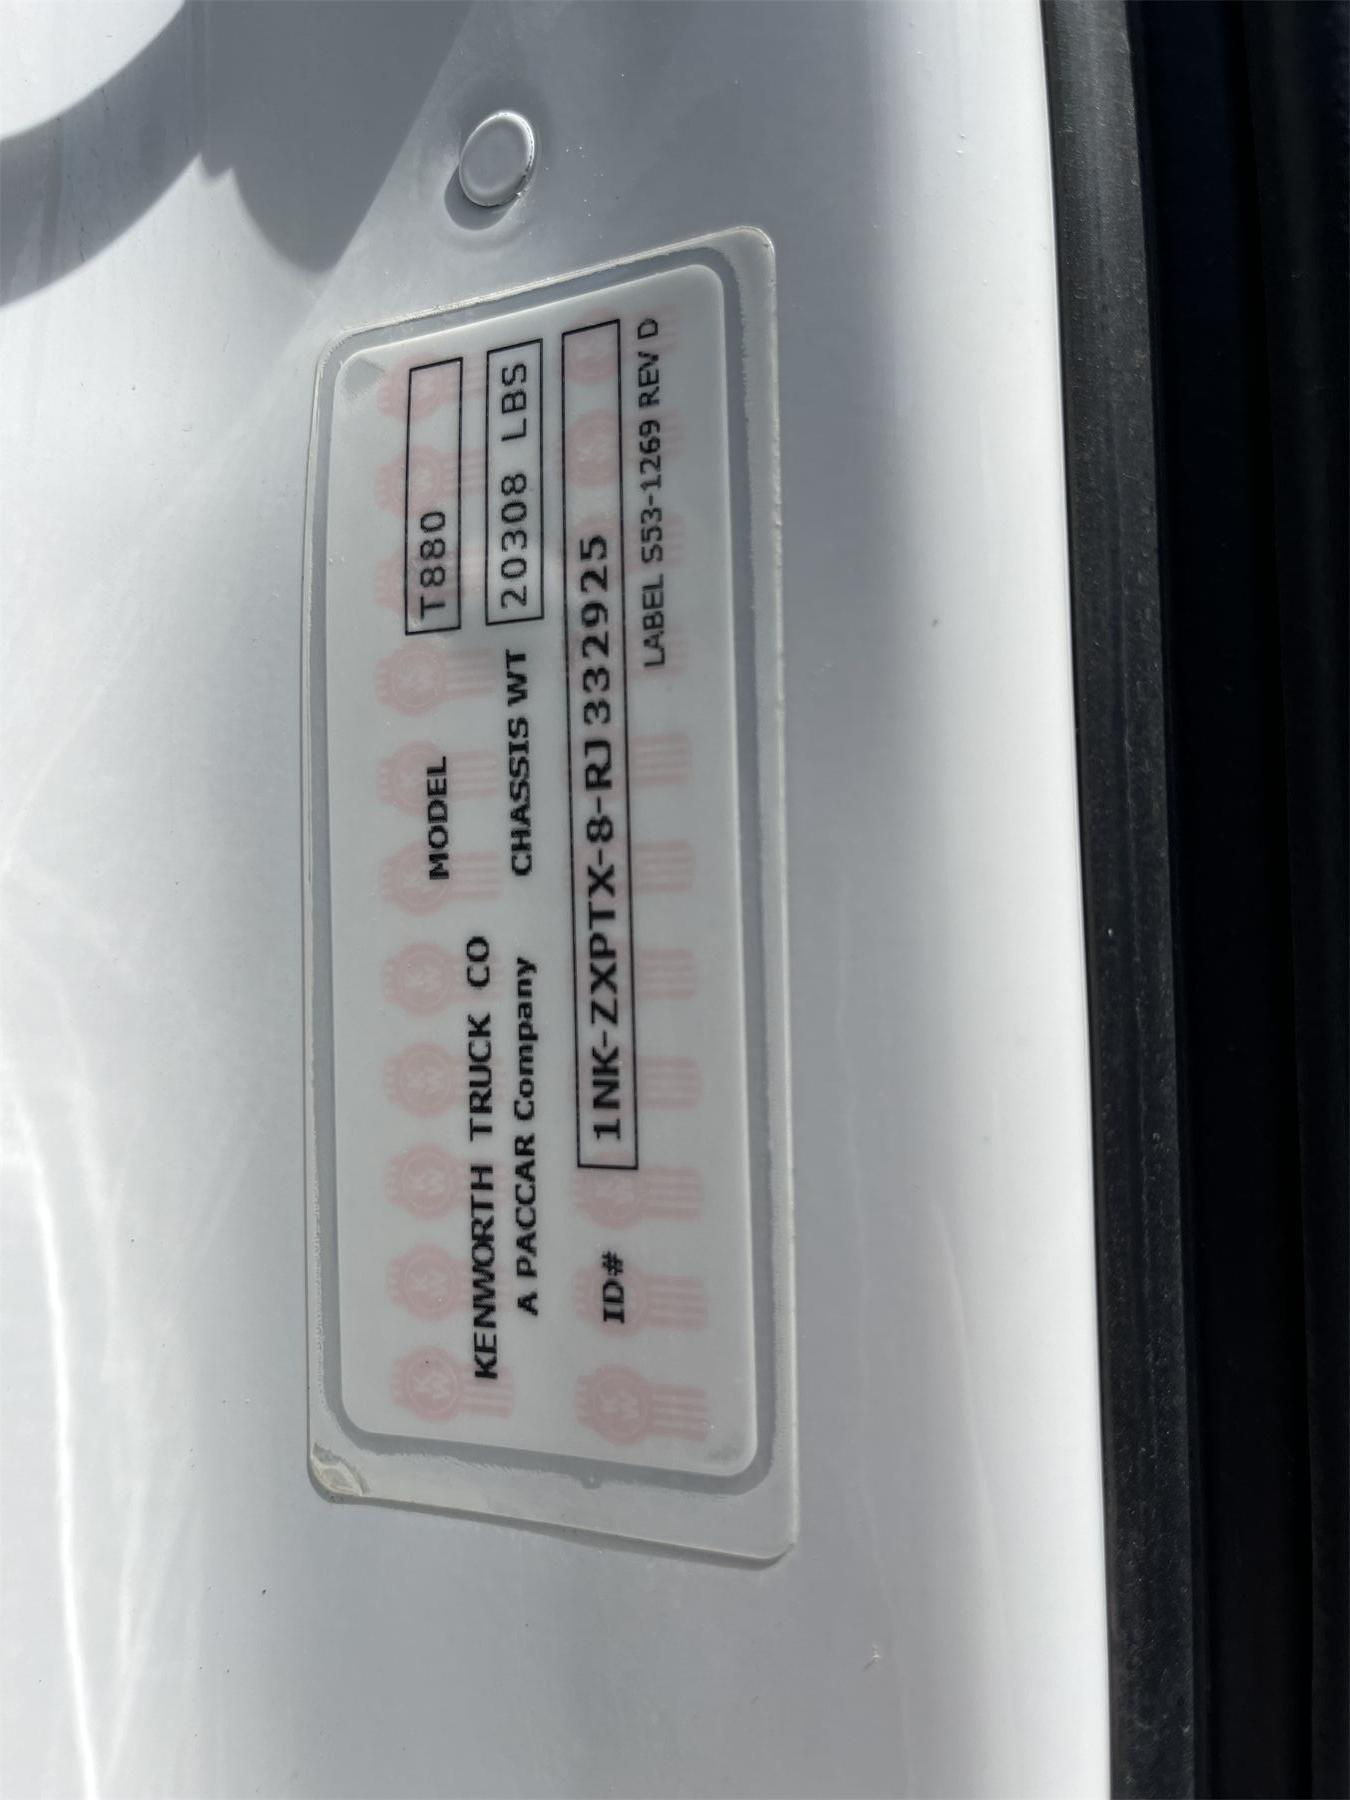 MODEL T880
KENWORTH TRUCK CO
CHASSIS WT 20308 LBS
A PACCAR Company
ID# 1NK-ZXPTX-8-RJ332925
LABEL S53-1269 REV D